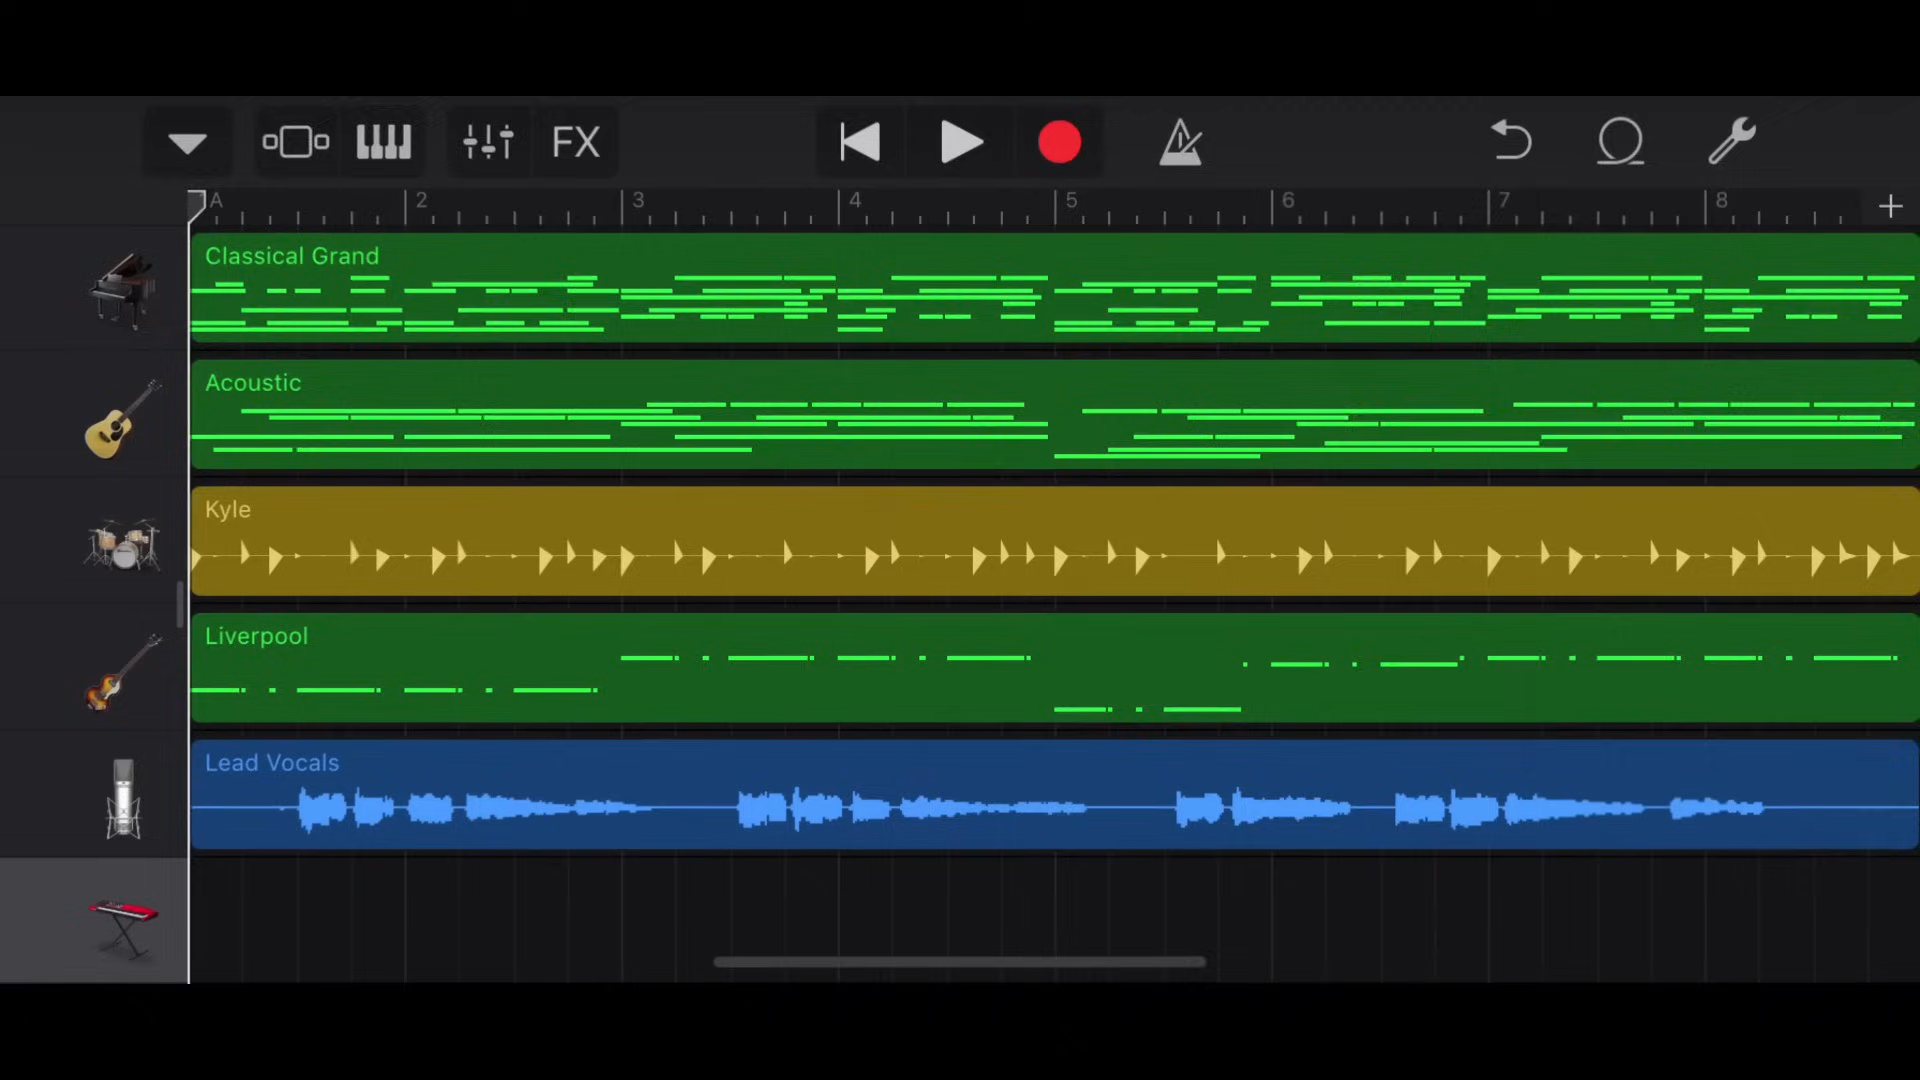 FX
A 2 3 4 5 6 7 8 +
Classical Grand
Acoustic
Kyle
Liverpool
Lead Vocals